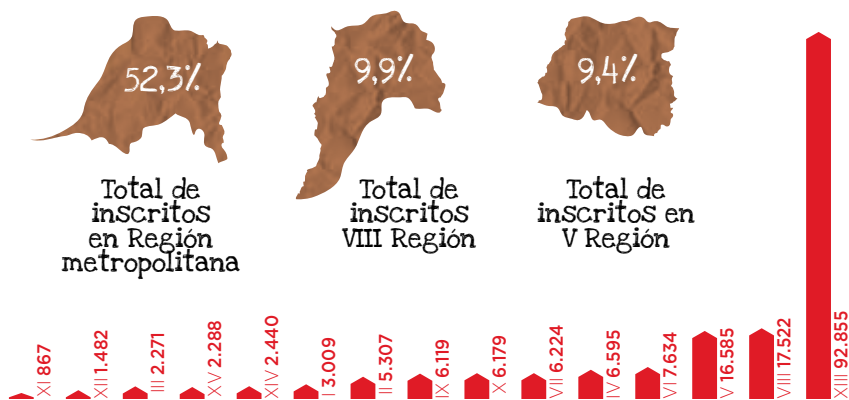 52,3%
9,9%
9,4%
Total de
inscritos
en Región
metropolitana
Total de
inscritos
VIII Región
Total de
inscritos en
V Región
XI 867
XII 1.482
III 2.271
XV 2.288
XIV 2.440
I 3.009
II 5.307
IX 6.119
X 6.179
VII 6.224
IV 6.595
VI 7.634
V 16.585
VIII 17.522
XIII 92.855